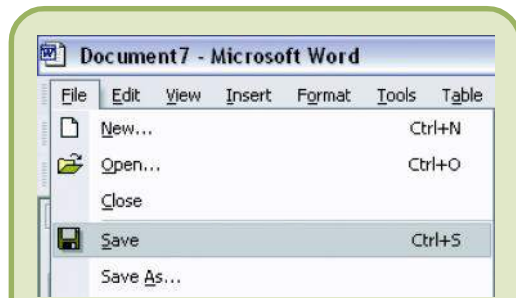 Document7 - Microsoft Word
File Edit View Insert Format Tools Table
New... Ctrl+N
Open... Ctrl+O
Close
Save Ctrl+S
Save As...